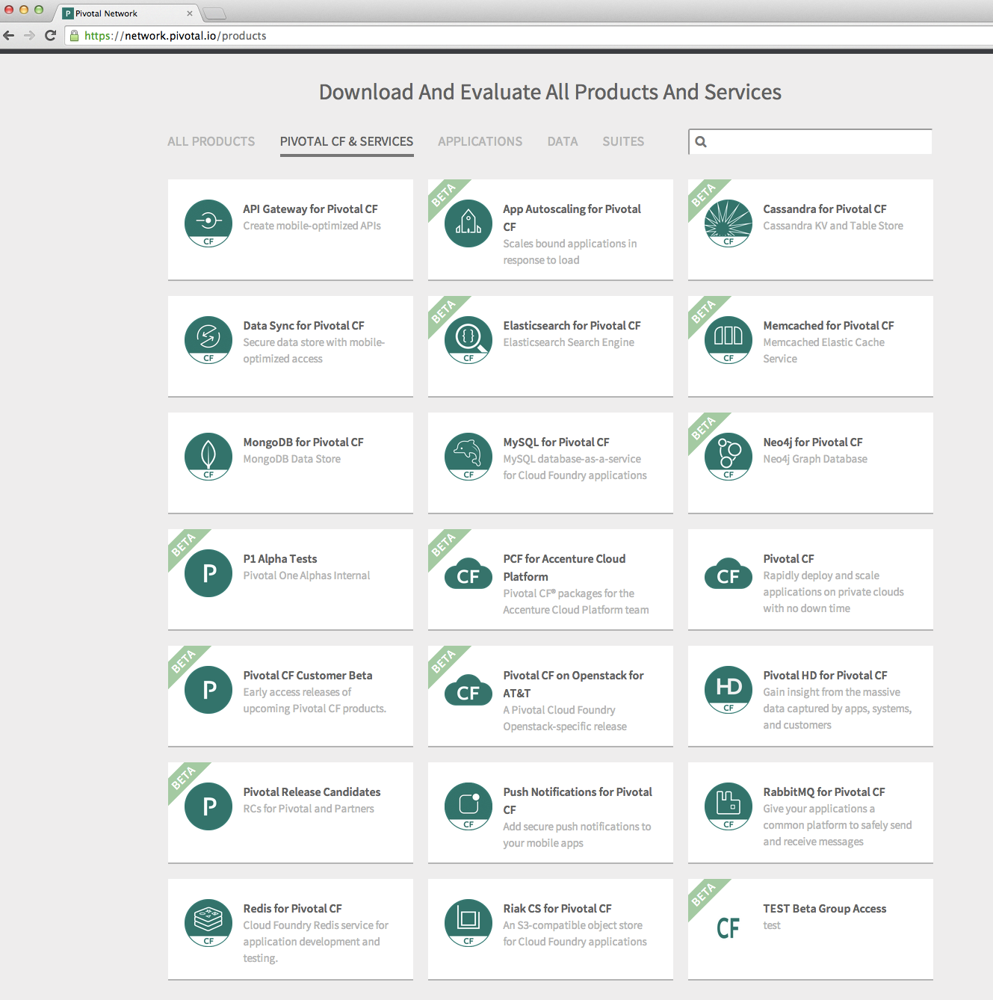 Pivotal Network
https://network.pivotal.io/products
Download And Evaluate All Products And Services
ALL PRODUCTS PIVOTAL CF & SERVICES APPLICATIONS DATA SUITES
API Gateway for Pivotal CF
Create mobile-optimized APIs
CF
BETA
App Autoscaling for Pivotal
CF
Scales bound applications in
response to load
BETA
Cassandra for Pivotal CF
Cassandra KV and Table Store
CF
Data Sync for Pivotal CF
Secure data store with mobile-
optimized access
CF
BETA
Elasticsearch for Pivotal CF
Elasticsearch Search Engine
CF
BETA
Memcached for Pivotal CF
Memcached Elastic Cache
Service
CF
MongoDB for Pivotal CF
MongoDB Data Store
CF
MySQL for Pivotal CF
MySQL database-as-a-service
for Cloud Foundry applications
CF
BETA
Neo4j for Pivotal CF
Neo4j Graph Database
CF
BETA
P
P1 Alpha Tests
Pivotal One Alphas Internal
BETA
CF
PCF for Accenture Cloud
Platform
Pivotal CF® packages for the
Accenture Cloud Platform team
CF
Pivotal CF
Rapidly deploy and scale
applications on private clouds
with no down time
BETA
P
Pivotal CF Customer Beta
Early access releases of
upcoming Pivotal CF products.
BETA
CF
Pivotal CF on Openstack for
AT&T
A Pivotal Cloud Foundry
Openstack-specific release
HD
CF
Pivotal HD for Pivotal CF
Gain insight from the massive
data captured by apps, systems,
and customers
BETA
P
Pivotal Release Candidates
RCs for Pivotal and Partners
Push Notifications for Pivotal
CF
Add secure push notifications to
your mobile apps
CF
RabbitMQ for Pivotal CF
Give your applications a
common platform to safely send
and receive messages
CF
Redis for Pivotal CF
Cloud Foundry Redis service for
application development and
testing.
CF
Riak CS for Pivotal CF
An S3-compatible object store
for Cloud Foundry applications
CF
BETA
CF
TEST Beta Group Access
test